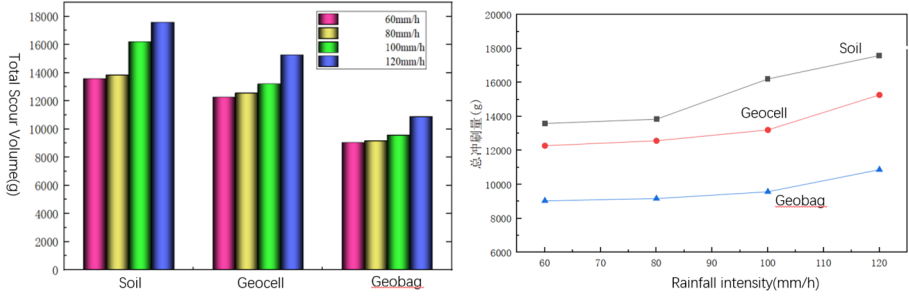 Total Scour Volume(g)
18000
16000
14000
12000
10000
8000
6000
4000
2000
0
60mm/h
80mm/h
100mm/h
120mm/h
Soil
Geocell
Geobag
总冲刷量(g)
20000
18000
16000
14000
12000
10000
8000
6000
Soil
Geocell
Geobag
60 70 80 90 100 110 120
Rainfall intensity(mm/h)